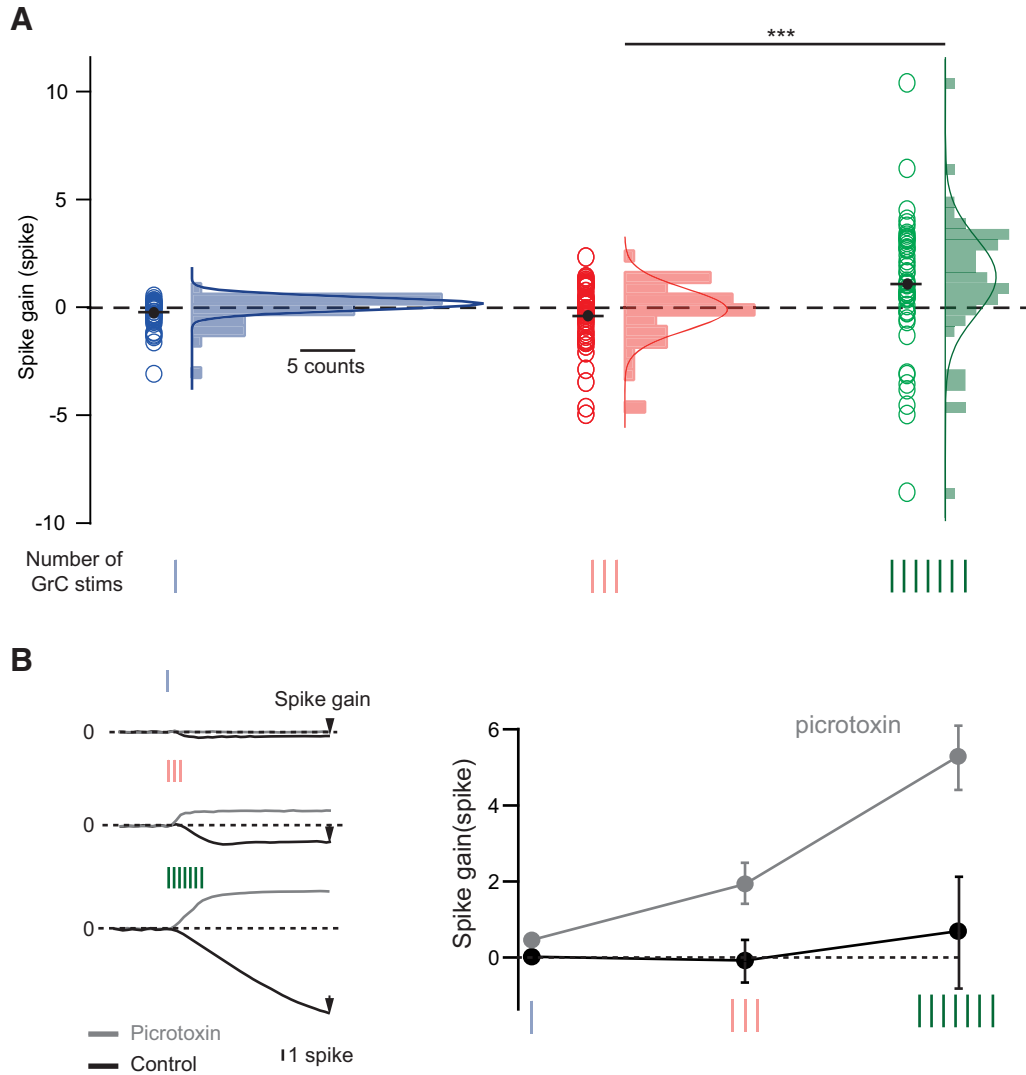 A
***
10
5
0
-5
-10
Spike gain (spike)
5 counts
Number of
GrC stims
B
Spike gain
0
0
0
Picrotoxin
Control
1 spike
picrotoxin
6
4
2
0
Spike gain(spike)